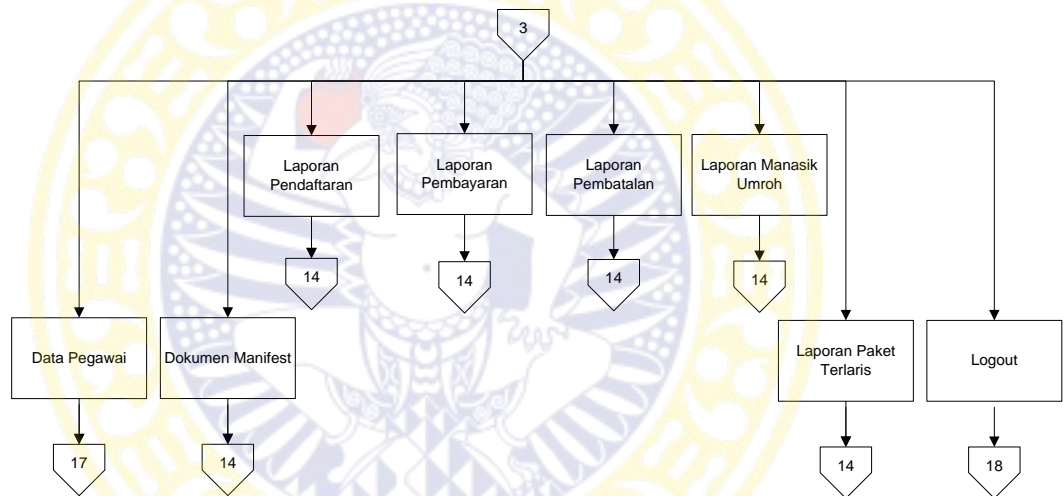 3
Laporan
Pendaftaran
Laporan
Pembayaran
Laporan
Pembatalan
Laporan Manasik
Umroh
14
14
14
14
Data Pegawai
Dokumen Manifest
Laporan Paket
Terlaris
Logout
17
14
14
18